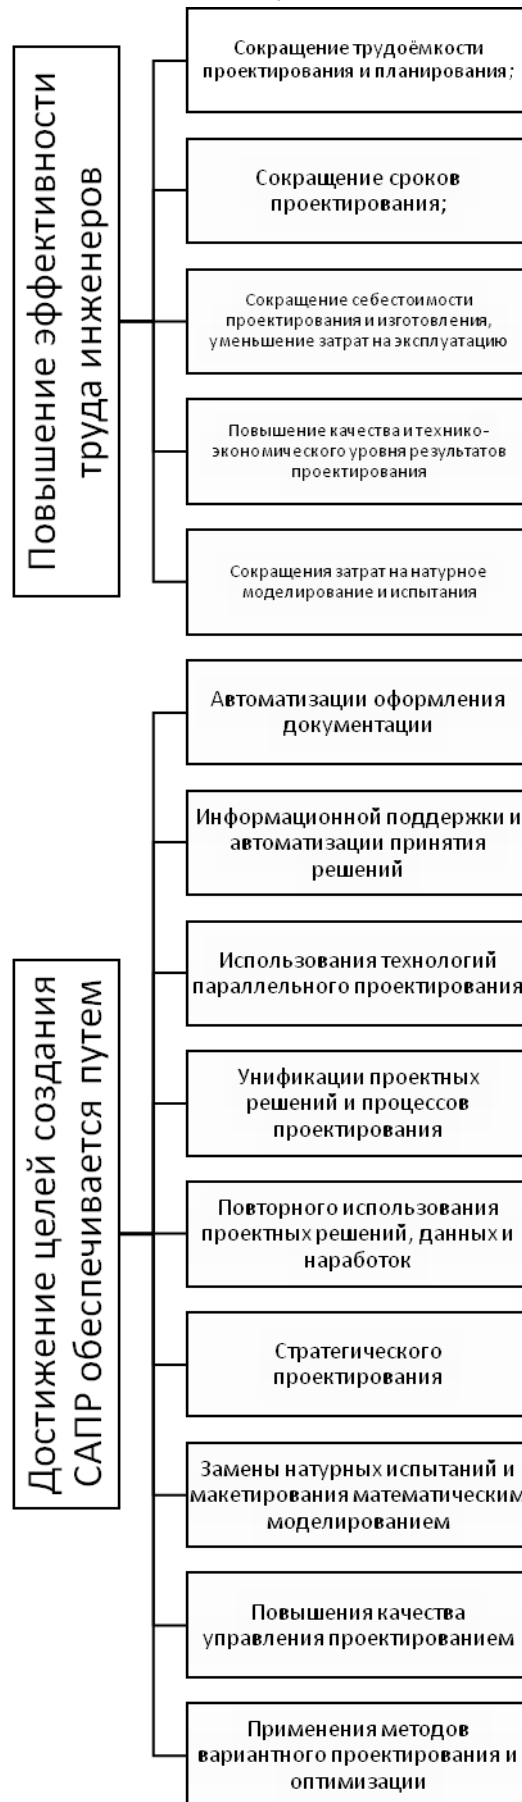 Повышение эффективности
труда инженеров
Сокращение трудоёмкости
проектирования и планирования;
Сокращение сроков
проектирования;
Сокращение себестоимости
проектирования и изготовления,
уменьшение затрат на эксплуатацию
Повышение качества и технико-
экономического уровня результатов
проектирования
Сокращения затрат на натурное
моделирование и испытания
Достижение целей создания
САПР обеспечивается путем
Автоматизации оформления
документации
Информационной поддержки и
автоматизации принятия
решений
Использования технологий
параллельного проектирования
Унификации проектных
решений и процессов
проектирования
Повторного использования
проектных решений, данных и
наработок
Стратегического
проектирования
Замены натурных испытаний и
макетирования математическим
моделированием
Повышения качества
управления проектированием
Применения методов
вариантного проектирования и
оптимизации